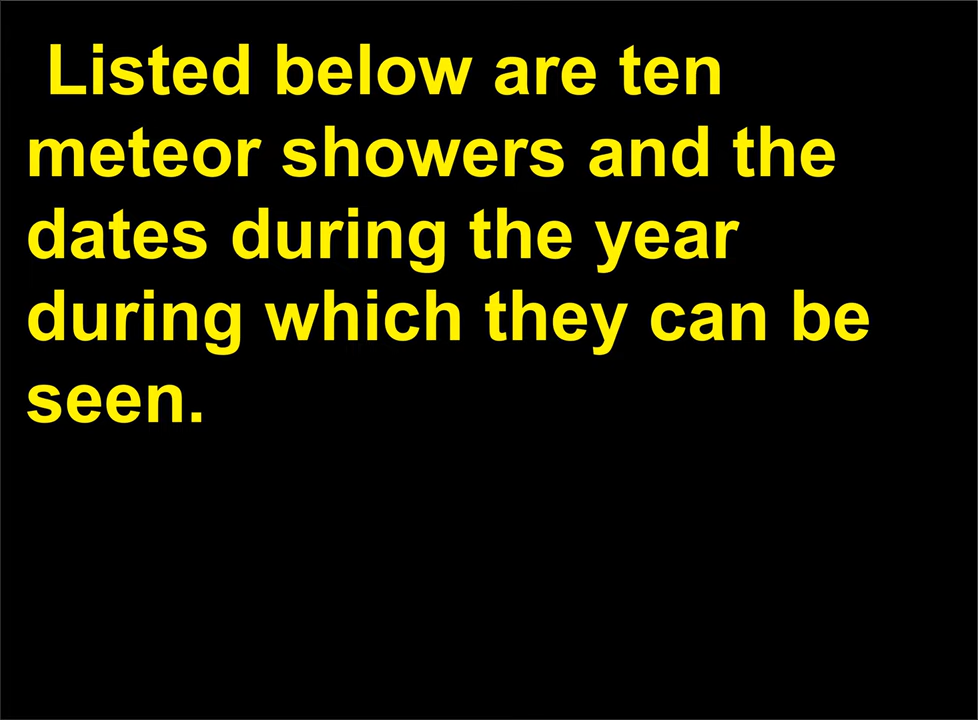 Listed below are ten
meteor showers and the
dates during the year
during which they can be
seen.